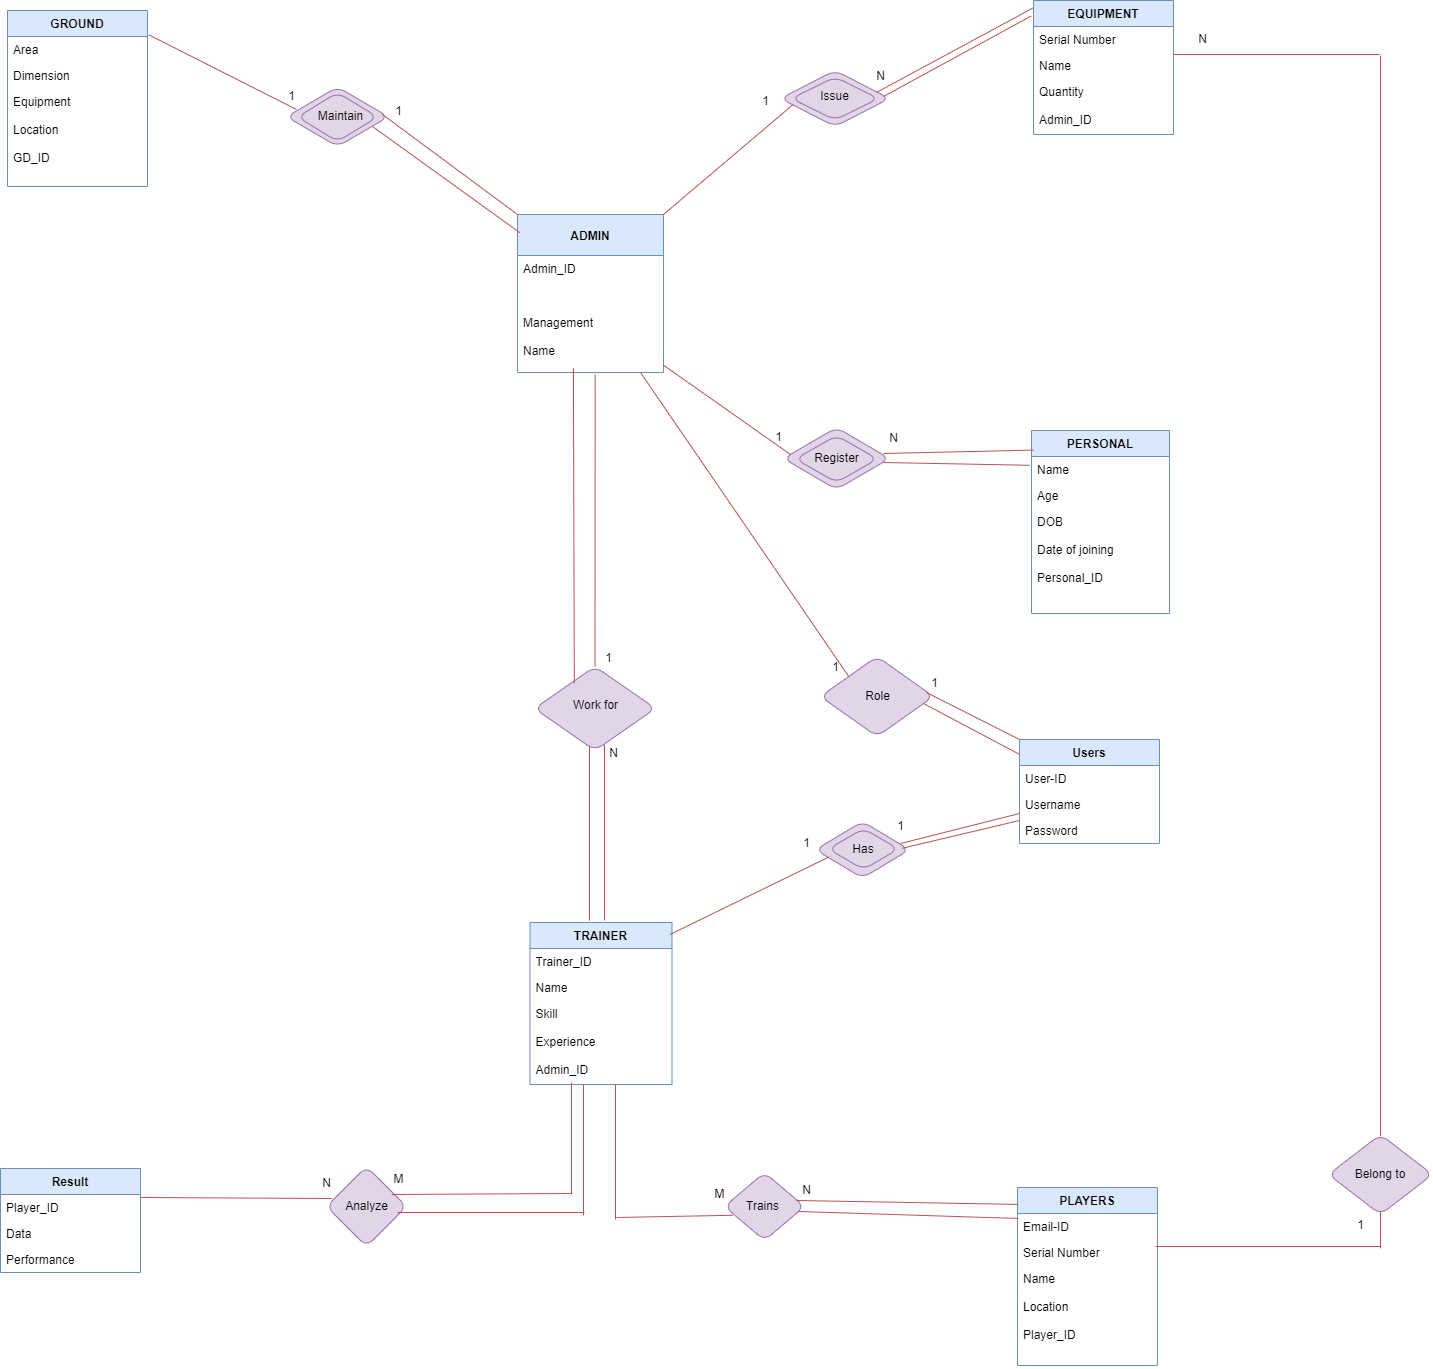 GROUND
Area
Dimension
Equipment
Location
GD_ID
1
Maintain
1
1
Issue
N
EQUIPMENT
Serial Number
Name
Quantity
Admin_ID
N
ADMIN
Admin_ID
Management
Name
1
Register
N
PERSONAL
Name
Age
DOB
Date of joining
Personal_ID
1
Work for
N
1
Role
1
Users
User-ID
Username
Password
1
Has
1
TRAINER
Trainer_ID
Name
Skill
Experience
Admin_ID
Result
Player_ID
Data
Performance
N
Analyze
M
M
Trains
N
PLAYERS
Email-ID
Serial Number
Name
Location
Player_ID
Belong to
1